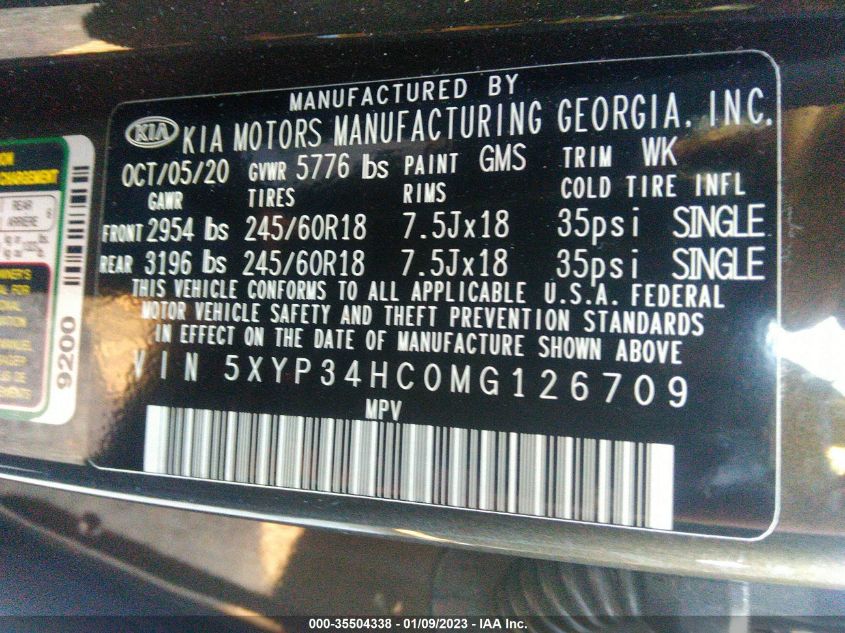 MANUFACTURED BY
KIA KIA MOTORS MANUFACTURING GEORGIA, INC.
OCT/05/20 GVWR 5776 lbs PAINT GMS TRIM WK
GAWR TIRES RIMS COLD TIRE INFL
FRONT 2954 lbs 245/60R18 7.5Jx18 35psi SINGLE
REAR 3196 lbs 245/60R18 7.5Jx18 35psi SINGLE
THIS VEHICLE CONFORMS TO ALL APPLICABLE U.S.A. FEDERAL
MOTOR VEHICLE SAFETY AND THEFT PREVENTION STANDARDS
IN EFFECT ON THE DATE OF MANUFACTURE SHOWN ABOVE
VIN 5XYP34HC0MG126709
MPV
CHARGEMENT
REAR
ARRIERE
9200
000-35504338 - 01/09/2023 - IAA Inc.